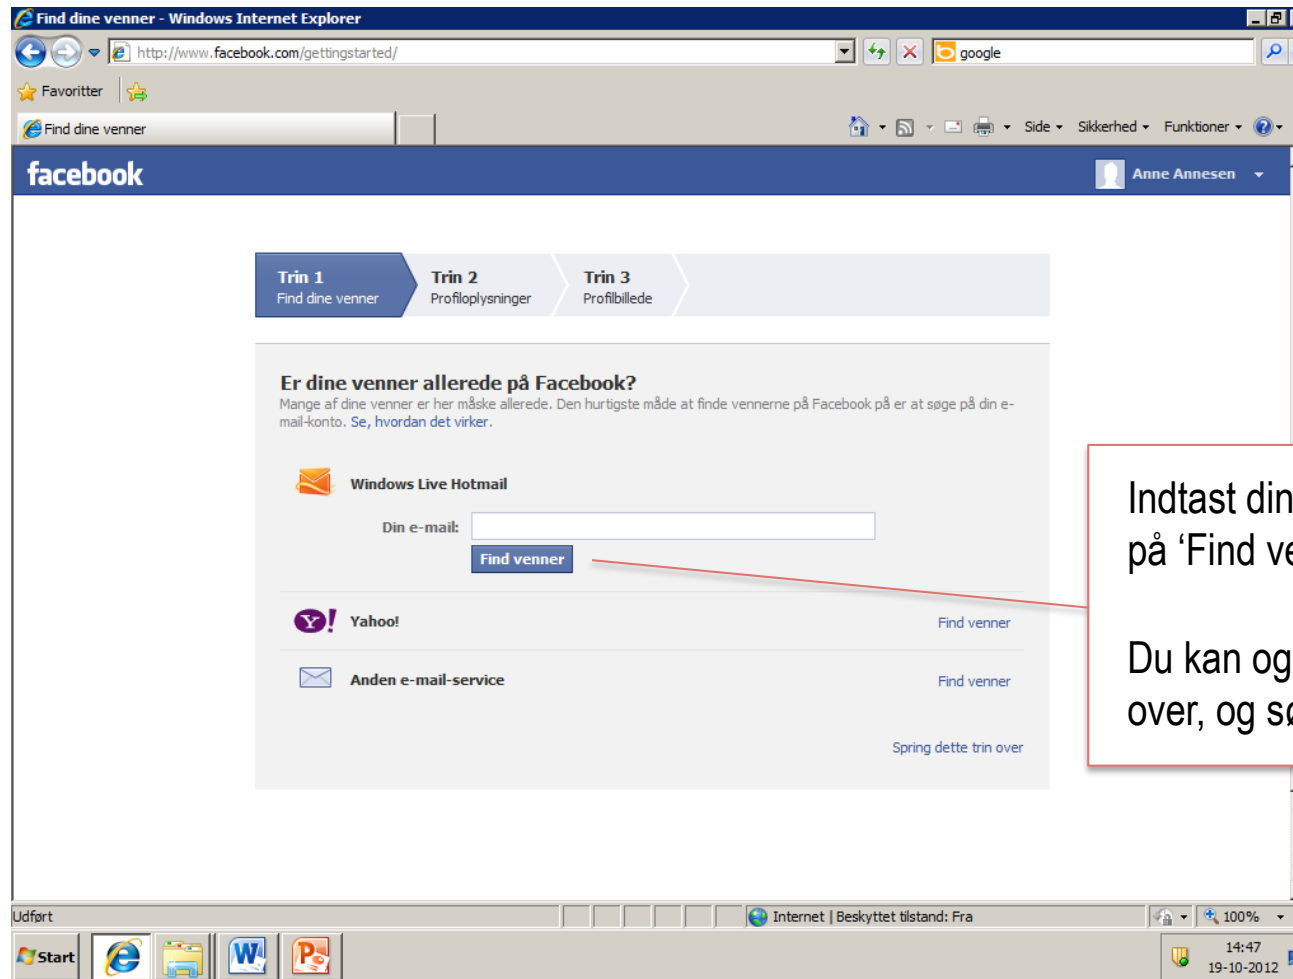 Find dine venner - Windows Internet Explorer
http://www.facebook.com/gettingstarted/
google
Favoritter
Find dine venner
Side
Sikkerhed
Funktioner
facebook
Anne Annesen
Trin 1
Find dine venner
Trin 2
Profiloplysninger
Trin 3
Profilbillede
Er dine venner allerede på Facebook?
Mange af dine venner er her måske allerede. Den hurtigste måde at finde vennerne på Facebook på er at søge på din e-
mail-konto. Se, hvordan det virker.
Windows Live Hotmail
Din e-mail:
Find venner
Yahoo!
Find venner
Anden e-mail-service
Find venner
Spring dette trin over
Indtast din
på ‘Find ve
Du kan og
over, og sø
Udført
Internet | Beskyttet tilstand: Fra
100%
Start
14:47
19-10-2012